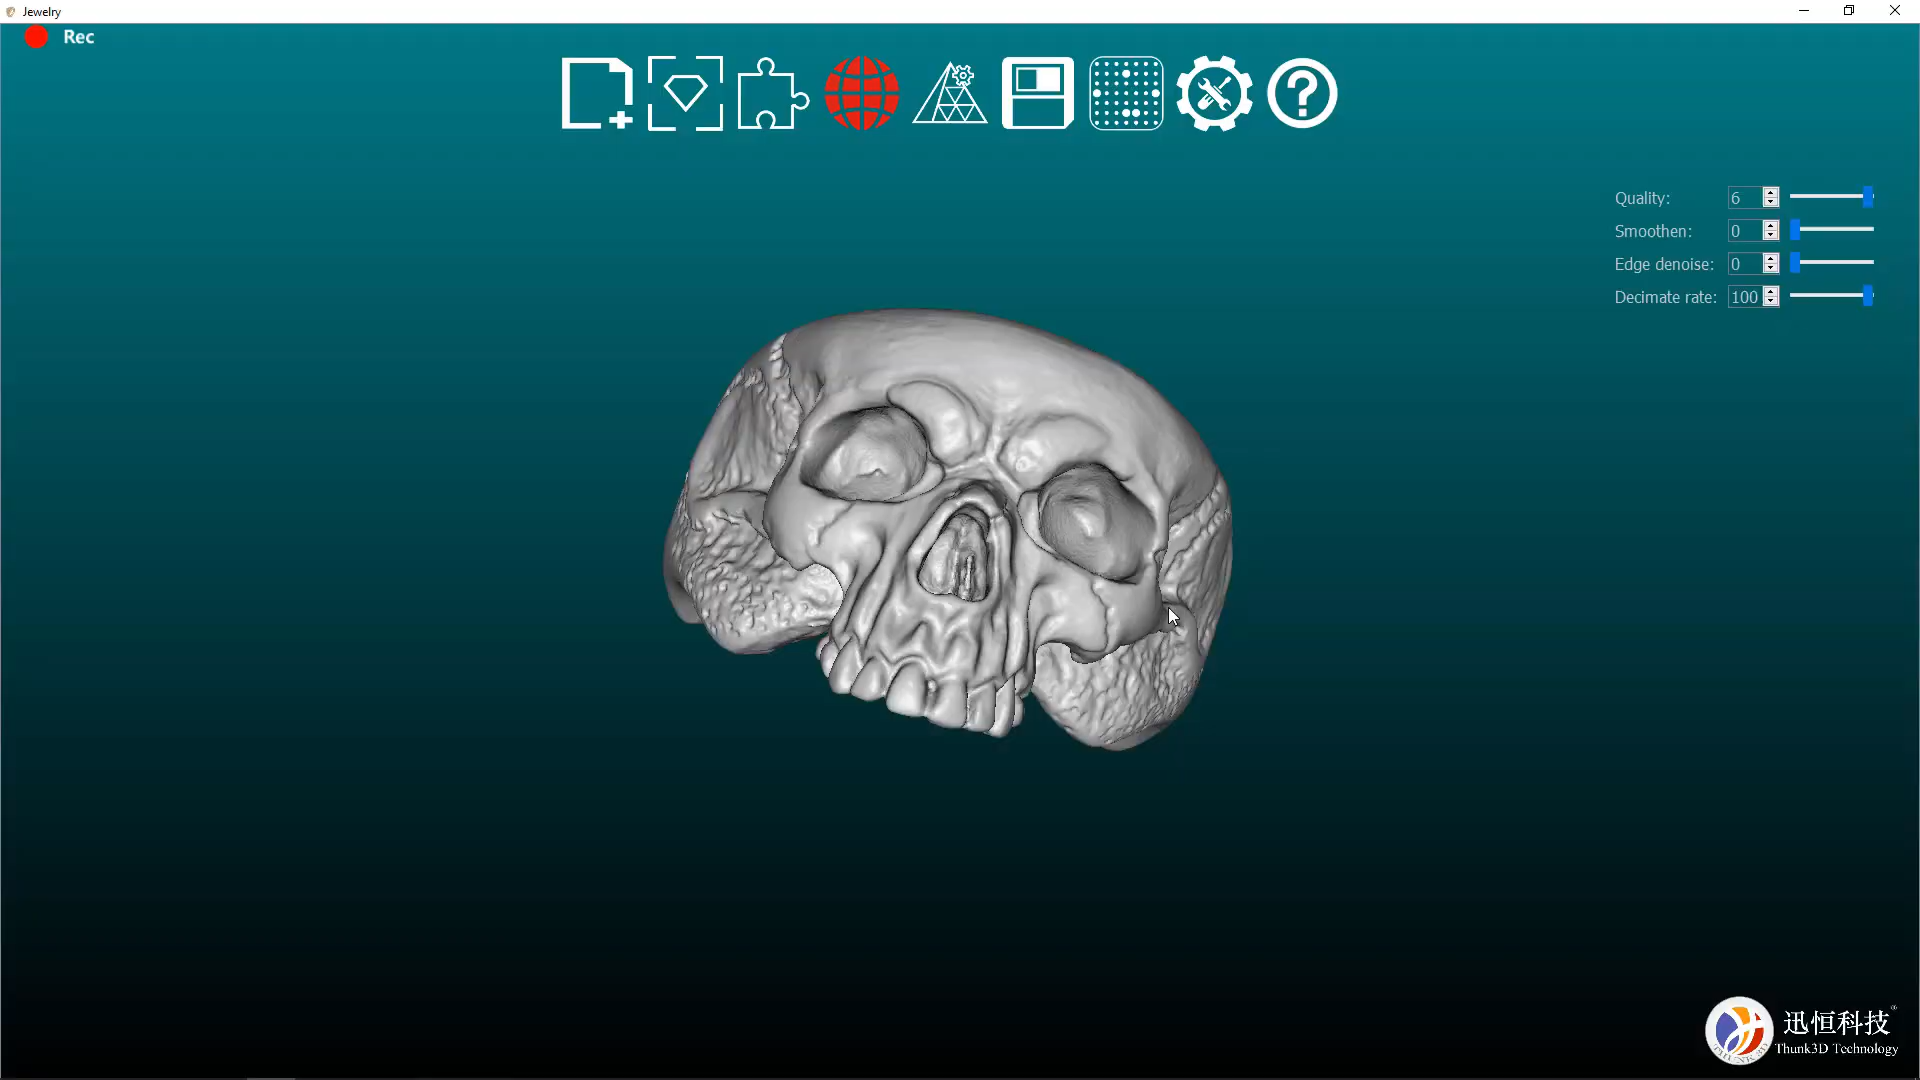 Jewelry
Rec
Quality: 6
Smoothen: 0
Edge denoise: 0
Decimate rate: 100
迅恒科技®
Thunk3D Technology